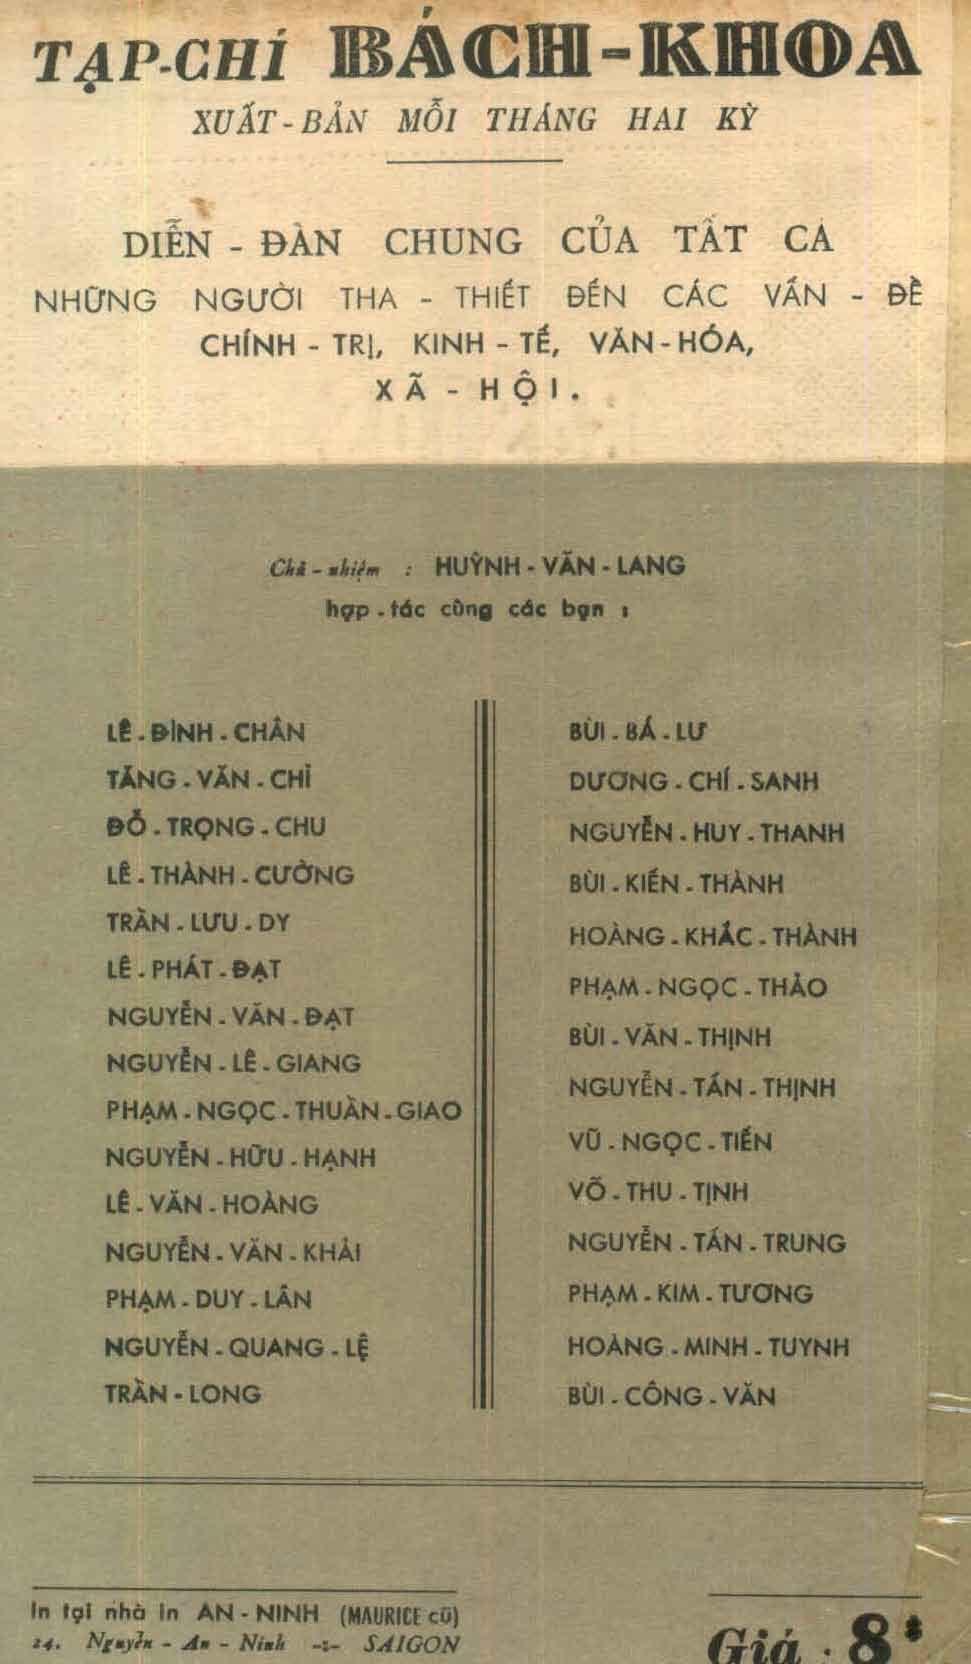 TẠP-CHÍ BÁCH-KHOA
XUẤT-BẢN MỖI THÁNG HAI KỲ
DIỄN - ĐÀN CHUNG CỦA TẤT CẢ
NHỮNG NGƯỜI THA - THIẾT ĐẾN CÁC VẤN - ĐỀ
CHÍNH - TRỊ, KINH - TẾ, VĂN-HÓA,
XÃ - HỘI.
Chủ-nhiệm : HUỲNH-VĂN-LANG
hợp-tác cùng các bạn :
LÊ-ĐÌNH-CHÂN
TĂNG-VĂN-CHỈ
ĐỖ-TRỌNG-CHU
LÊ-THÀNH-CƯỜNG
TRẦN-LƯU-DY
LÊ-PHÁT-ĐẠT
NGUYỄN-VĂN-ĐẠT
NGUYỄN-LÊ-GIANG
PHẠM-NGỌC-THUẦN-GIAO
NGUYỄN-HỮU-HẠNH
LÊ-VĂN-HOÀNG
NGUYỄN-VĂN-KHẢI
PHẠM-DUY-LÂN
NGUYỄN-QUANG-LỆ
TRẦN-LONG
BÙI-BÁ-LƯ
DƯƠNG-CHÍ-SANH
NGUYỄN-HUY-THANH
BÙI-KIẾN-THÀNH
HOÀNG-KHẮC-THÀNH
PHẠM-NGỌC-THẢO
BÙI-VĂN-THỊNH
NGUYỄN-TẤN-THỊNH
VŨ-NGỌC-TIẾN
VÕ-THU-TỊNH
NGUYỄN-TẤN-TRUNG
PHẠM-KIM-TƯƠNG
HOÀNG-MINH-TUYNH
BÙI-CÔNG-VĂN
In tại nhà in AN-NINH (MAURICE cũ)
24. Nguyễn - An - Ninh -:- SAIGON
Giá : 8$